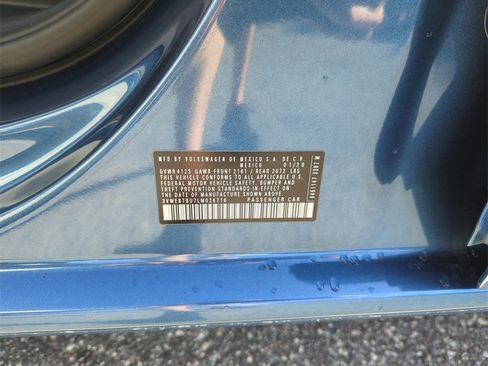 MFD BY VOLKSWAGEN DE MEXICO S.A. DE C.V.
MEXICO 01/20
GVWR 4123 GAWR FRONT 2161 / REAR 2072 LBS
THIS VEHICLE CONFORMS TO ALL APPLICABLE
FEDERAL MOTOR VEHICLE SAFETY, BUMPER AND
THEFT PREVENTION STANDARDS IN EFFECT ON
THE DATE OF MANUFACTURE SHOWN ABOVE.
PASSENGER CAR